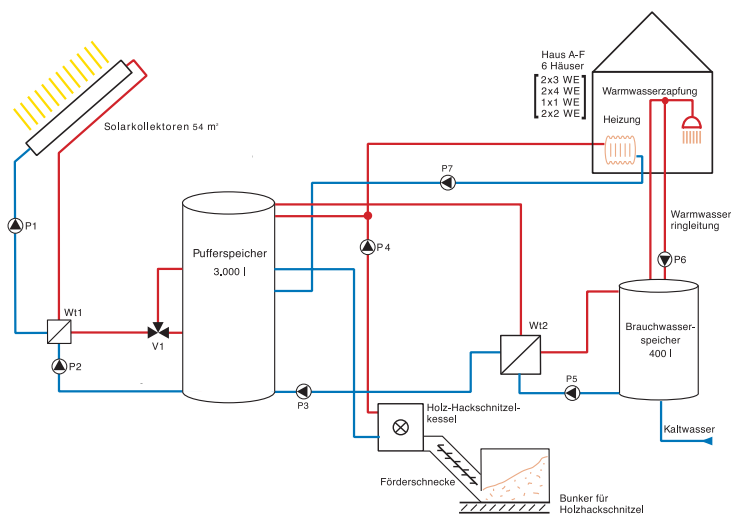 Haus A-F
6 Häuser
2x3 WE
2x4 WE
1x1 WE
2x2 WE
Warmwasserzapfung
Heizung
Solarkollektoren 54 m²
P7
P1
Warmwasser
ringleitung
Pufferspeicher
3.000 l
P4
P6
Wt1
V1
Wt2
Brauchwasser-
speicher
400 l
P2
P5
P3
Holz-Hackschnitzel-
kessel
Kaltwasser
Förderschnecke
Bunker für
Holzhackschnitzel